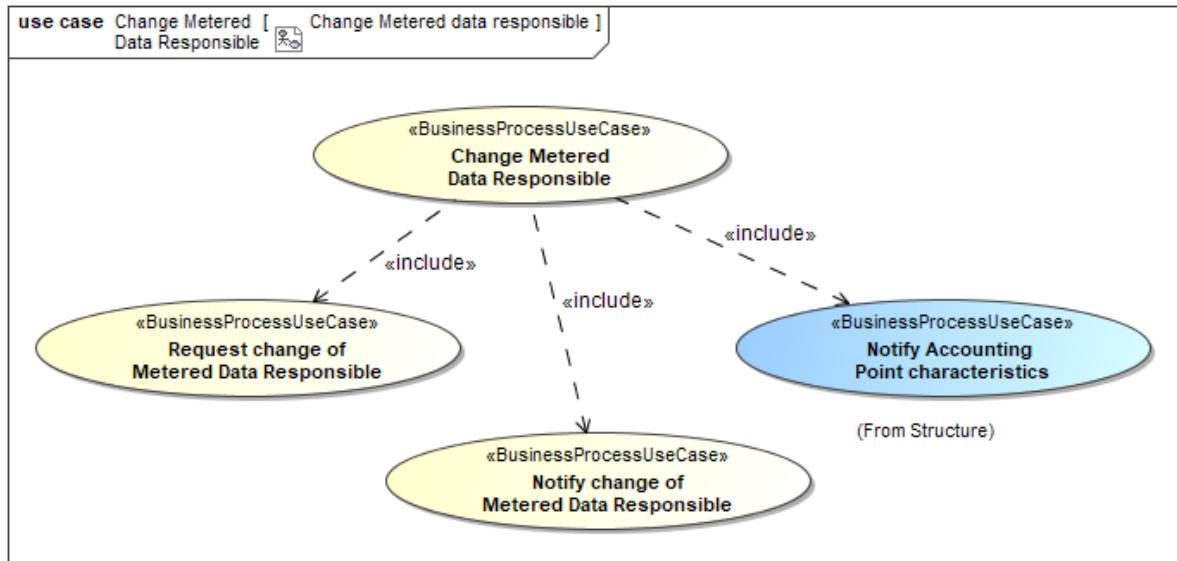 use case Change Metered [ Change Metered data responsible ]
Data Responsible
«BusinessProcessUseCase»
Change Metered
Data Responsible
«include»
«include»
«include»
«BusinessProcessUseCase»
Request change of
Metered Data Responsible
«BusinessProcessUseCase»
Notify Accounting
Point characteristics
(From Structure)
«BusinessProcessUseCase»
Notify change of
Metered Data Responsible